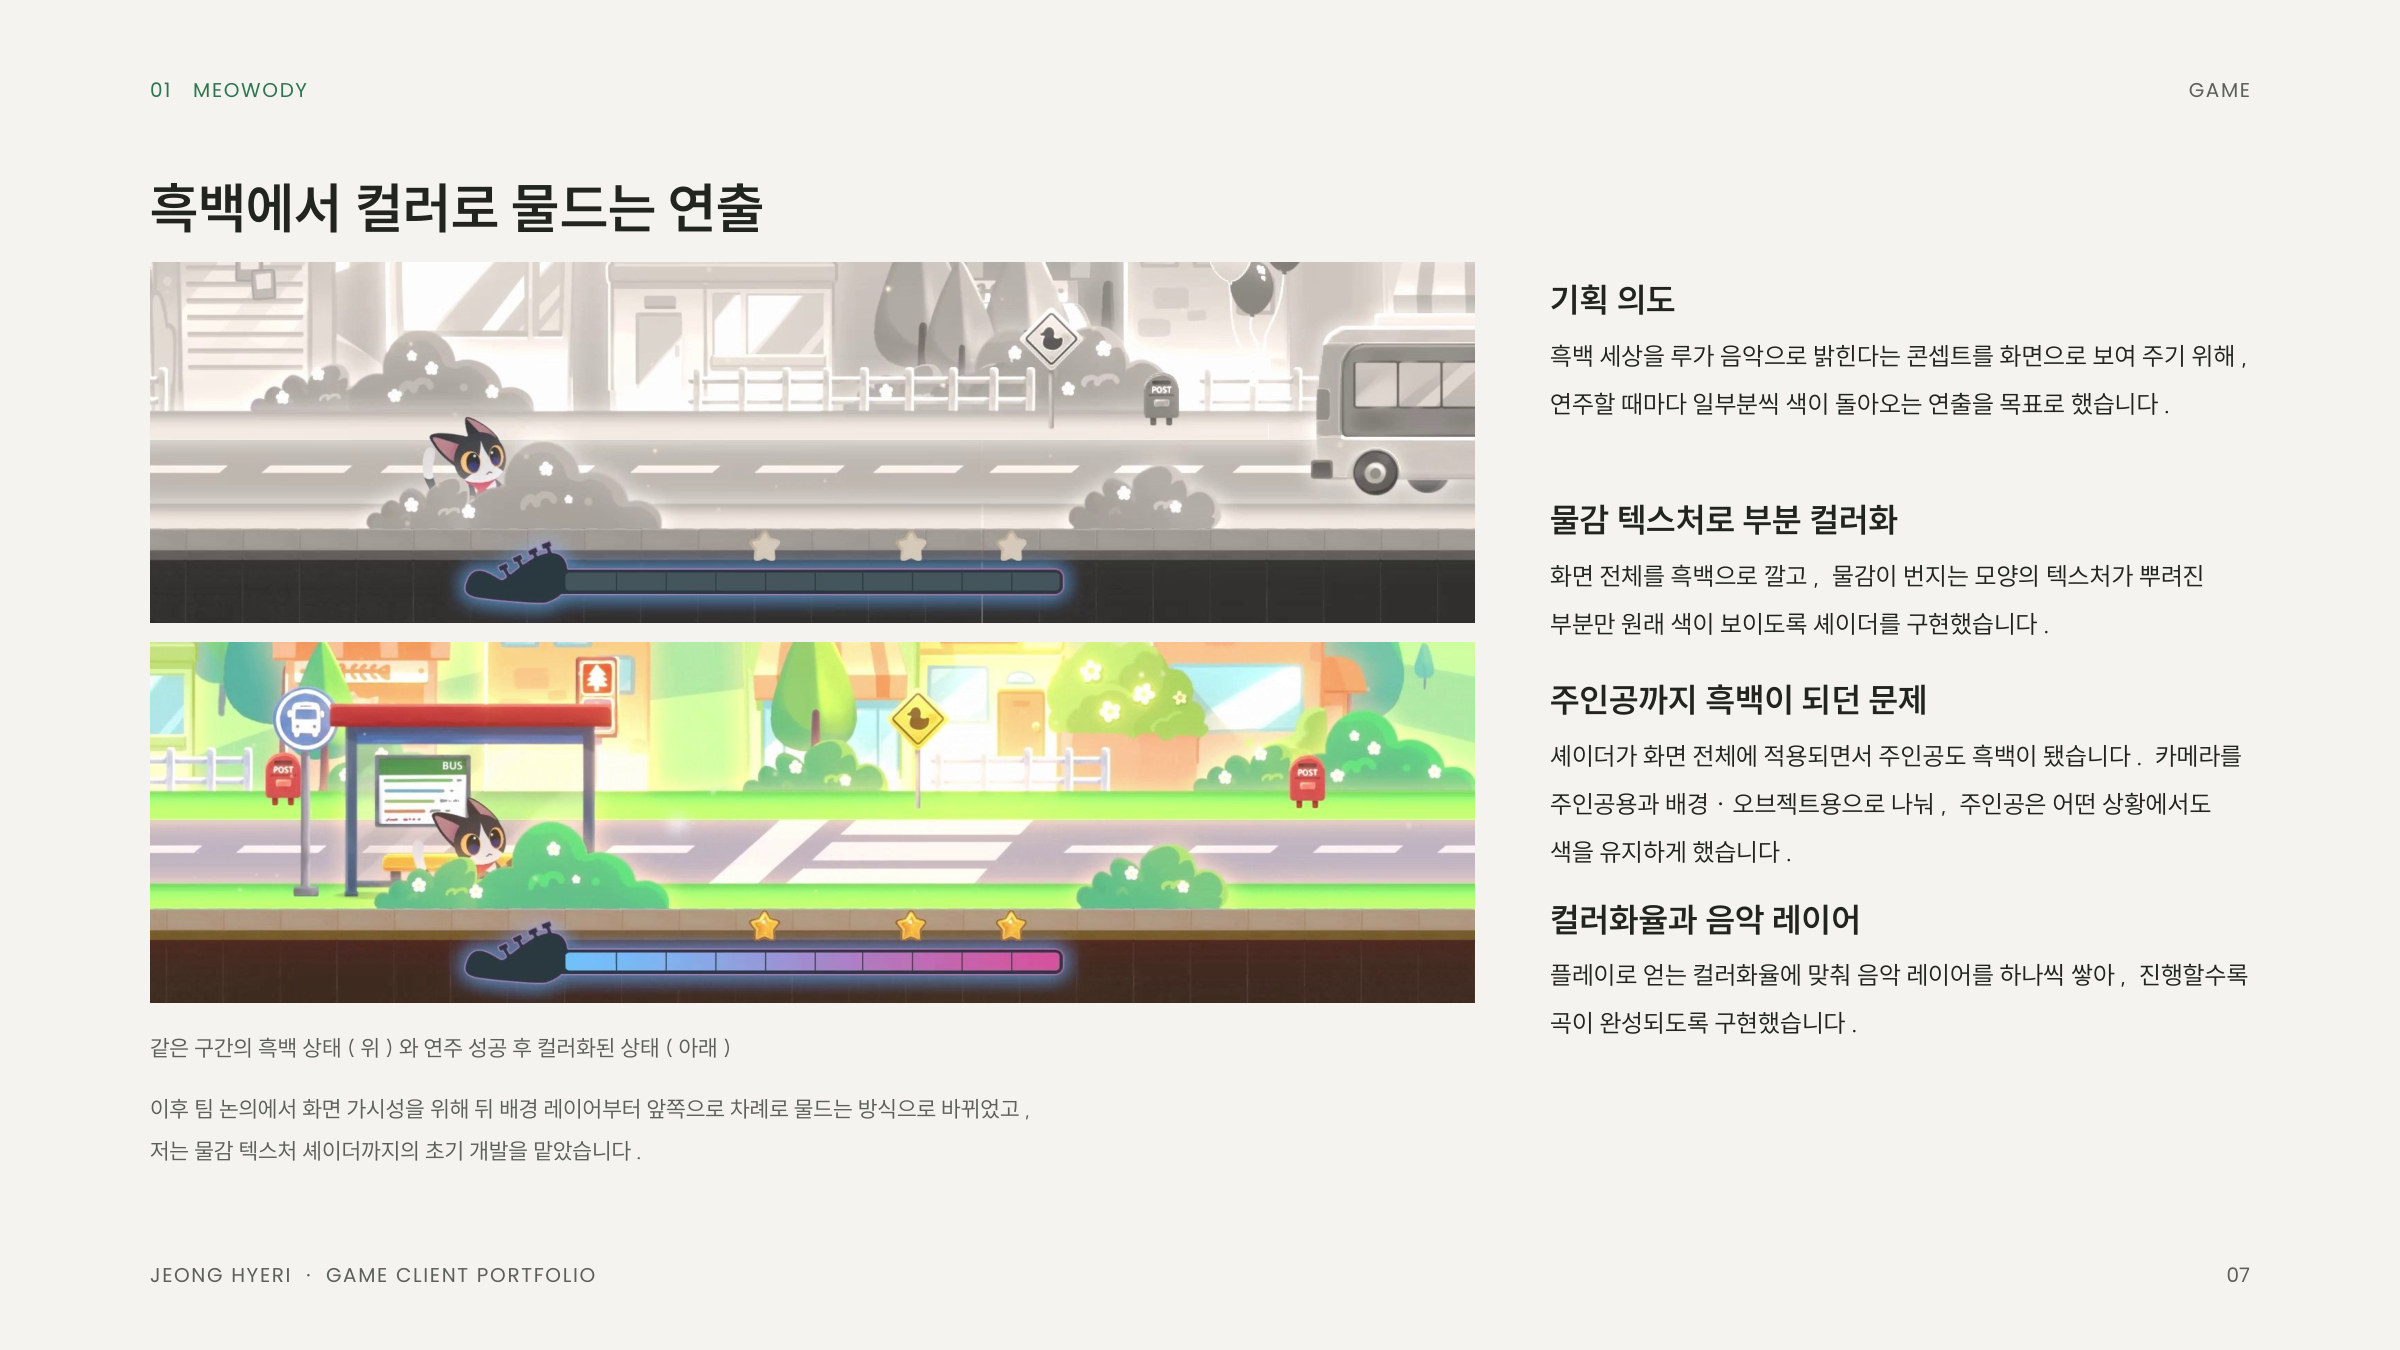 01 MEOWODY
GAME
흑백에서 컬러로 물드는 연출
POST
BUS
POST
POST
같은 구간의 흑백 상태 ( 위 ) 와 연주 성공 후 컬러화된 상태 ( 아래 )
이후 팀 논의에서 화면 가시성을 위해 뒤 배경 레이어부터 앞쪽으로 차례로 물드는 방식으로 바뀌었고 ,
저는 물감 텍스처 셰이더까지의 초기 개발을 맡았습니다 .
기획 의도
흑백 세상을 루가 음악으로 밝힌다는 콘셉트를 화면으로 보여 주기 위해 ,
연주할 때마다 일부분씩 색이 돌아오는 연출을 목표로 했습니다 .
물감 텍스처로 부분 컬러화
화면 전체를 흑백으로 깔고 , 물감이 번지는 모양의 텍스처가 뿌려진
부분만 원래 색이 보이도록 셰이더를 구현했습니다 .
주인공까지 흑백이 되던 문제
셰이더가 화면 전체에 적용되면서 주인공도 흑백이 됐습니다 . 카메라를
주인공용과 배경 · 오브젝트용으로 나눠 , 주인공은 어떤 상황에서도
색을 유지하게 했습니다 .
컬러화율과 음악 레이어
플레이로 얻는 컬러화율에 맞춰 음악 레이어를 하나씩 쌓아 , 진행할수록
곡이 완성되도록 구현했습니다 .
JEONG HYERI · GAME CLIENT PORTFOLIO
07